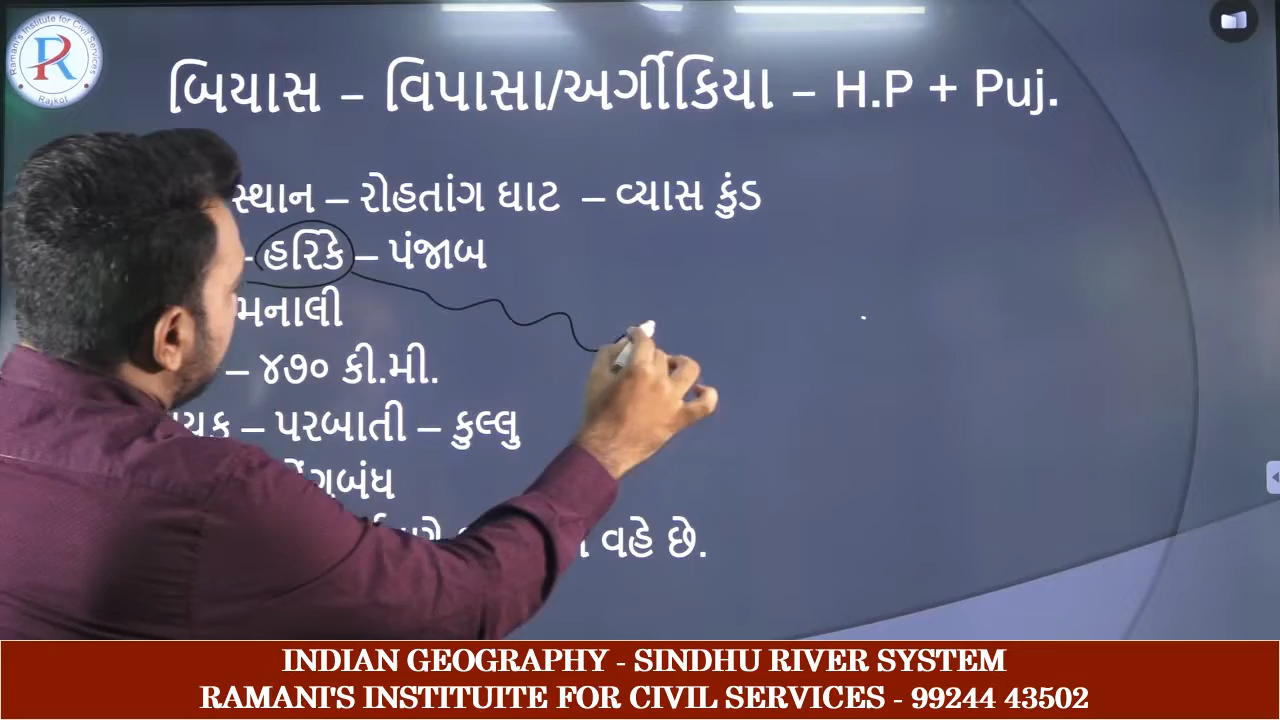 Ramani's Institute for Civil Services
R
Rajkot
બિયાસ – વિપાસા/અર્ગીકિયા – H.P + Puj.
સ્થાન – રોહતાંગ ઘાટ – વ્યાસ કુંડ
- હરિકે – પંજાબ
મનાલી
– ૪૭૦ કી.મી.
– પરબાતી – કુલ્લુ
વહે છે.
INDIAN GEOGRAPHY - SINDHU RIVER SYSTEM
RAMANI'S INSTITUITE FOR CIVIL SERVICES - 99244 43502